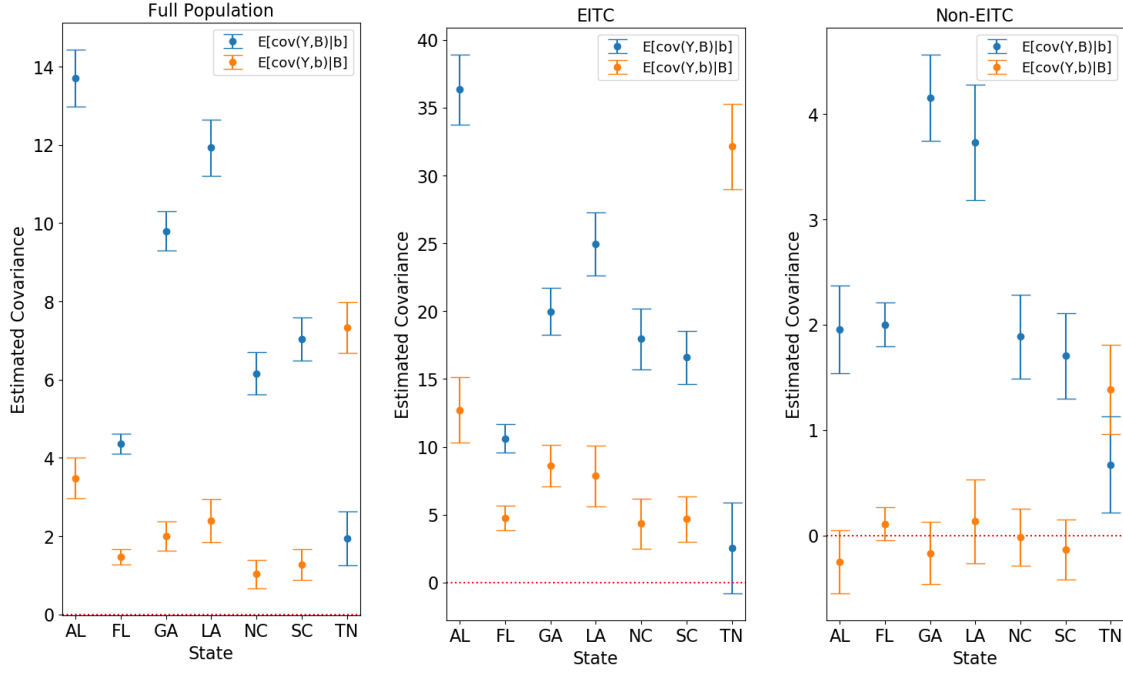 Full Population
E[cov(Y,B)|b]
E[cov(Y,b)|B]
14
12
10
8
6
4
2
0
Estimated Covariance
AL FL GA LA NC SC TN
State
EITC
E[cov(Y,B)|b]
E[cov(Y,b)|B]
40
35
30
25
20
15
10
5
0
Estimated Covariance
AL FL GA LA NC SC TN
State
Non-EITC
E[cov(Y,B)|b]
E[cov(Y,b)|B]
4
3
2
1
0
Estimated Covariance
AL FL GA LA NC SC TN
State